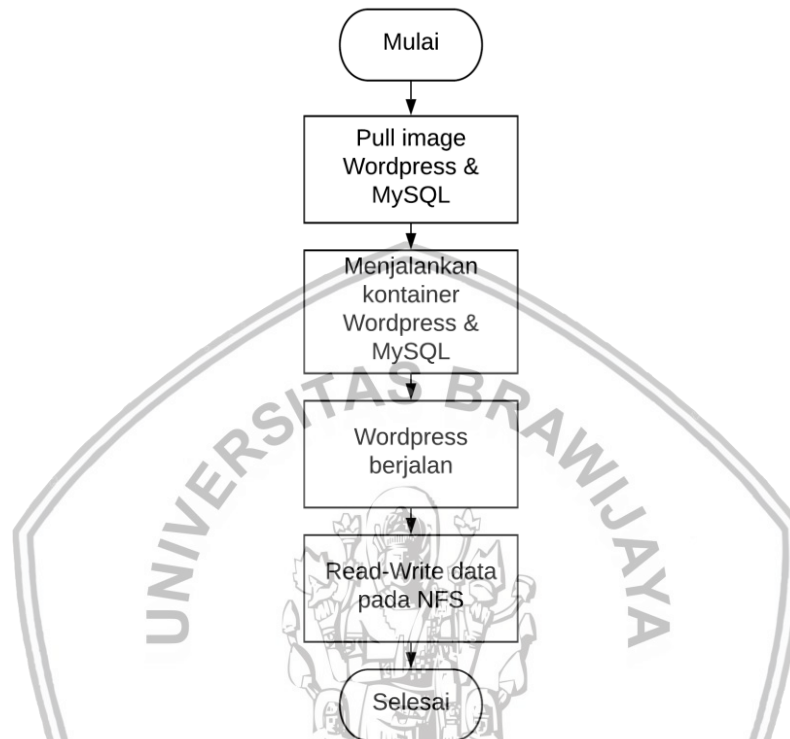 Mulai
Pull image
Wordpress &
MySQL
Menjalankan
kontainer
Wordpress &
MySQL
UNIVERSITAS BRAWIJAYA
Wordpress
berjalan
Read-Write data
pada NFS
Selesai